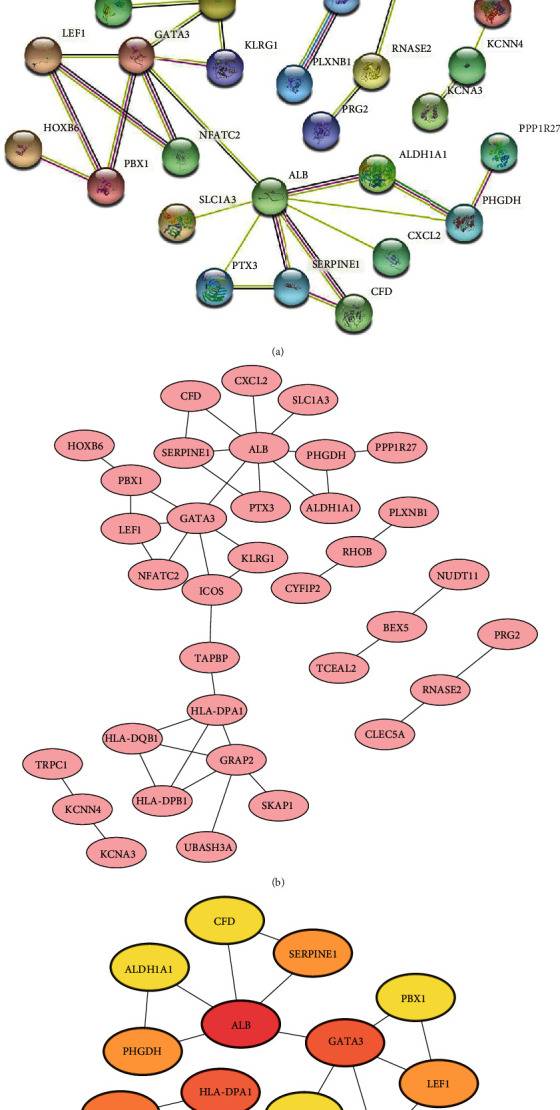 LEF1
GATA3
KLRG1
PLXNB1
RNASE2
KCNN4
KCNA3
PRG2
HOXB6
NFATC2
PBX1
ALDH1A1
PPP1R27
ALB
SLC1A3
PHGDH
CXCL2
PTX3
SERPINE1
CFD
(a)
CXCL2
CFD
SLC1A3
HOXB6
SERPINE1
ALB
PHGDH
PPP1R27
PBX1
PTX3
ALDH1A1
PLXNB1
LEF1
GATA3
RHOB
KLRG1
NFATC2
ICOS
CYFIP2
NUDT11
BEX5
PRG2
TAPBP
TCEAL2
RNASE2
HLA-DPA1
HLA-DQB1
CLEC5A
TRPC1
GRAP2
HLA-DPB1
SKAP1
KCNN4
UBASH3A
KCNA3
(b)
CFD
SERPINE1
ALDH1A1
PBX1
ALB
GATA3
PHGDH
LEF1
HLA-DPA1